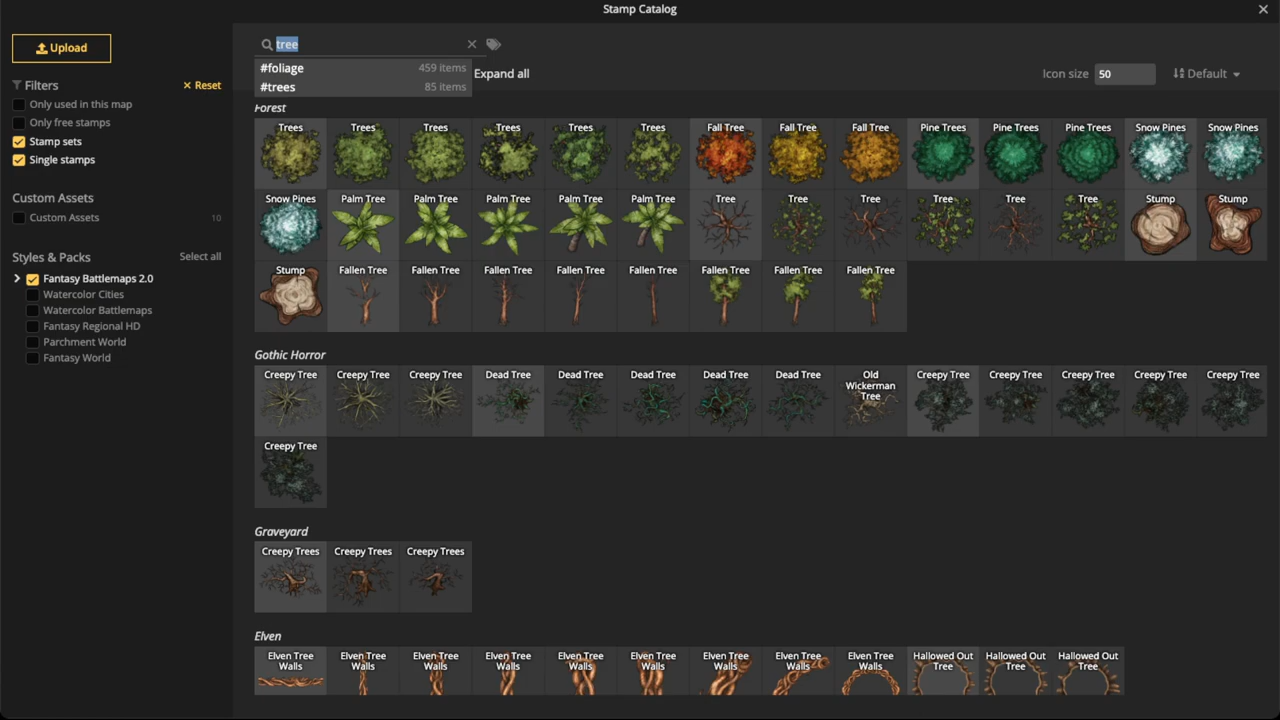 Stamp Catalog
Upload
Filters
Reset
Only used in this map
Only free stamps
Stamp sets
Single stamps
Custom Assets
Custom Assets 10
Styles & Packs Select all
Fantasy Battlemaps 2.0
Watercolor Cities
Watercolor Battlemaps
Fantasy Regional HD
Parchment World
Fantasy World
tree
#foliage 459 items
#trees 85 items
Expand all
Icon size 50 Default
Forest
Trees Trees Trees Trees Trees Trees Fall Tree Fall Tree Fall Tree Pine Trees Pine Trees Pine Trees Snow Pines Snow Pines
Snow Pines Palm Tree Palm Tree Palm Tree Palm Tree Palm Tree Tree Tree Tree Tree Tree Tree Stump Stump
Stump Fallen Tree Fallen Tree Fallen Tree Fallen Tree Fallen Tree Fallen Tree Fallen Tree Fallen Tree
Gothic Horror
Creepy Tree Creepy Tree Creepy Tree Dead Tree Dead Tree Dead Tree Dead Tree Dead Tree Old Wickerman Tree Creepy Tree Creepy Tree Creepy Tree Creepy Tree Creepy Tree
Creepy Tree
Graveyard
Creepy Trees Creepy Trees Creepy Trees
Elven
Elven Tree Walls Elven Tree Walls Elven Tree Walls Elven Tree Walls Elven Tree Walls Elven Tree Walls Elven Tree Walls Elven Tree Walls Elven Tree Walls Hallowed Out Tree Hallowed Out Tree Hallowed Out Tree